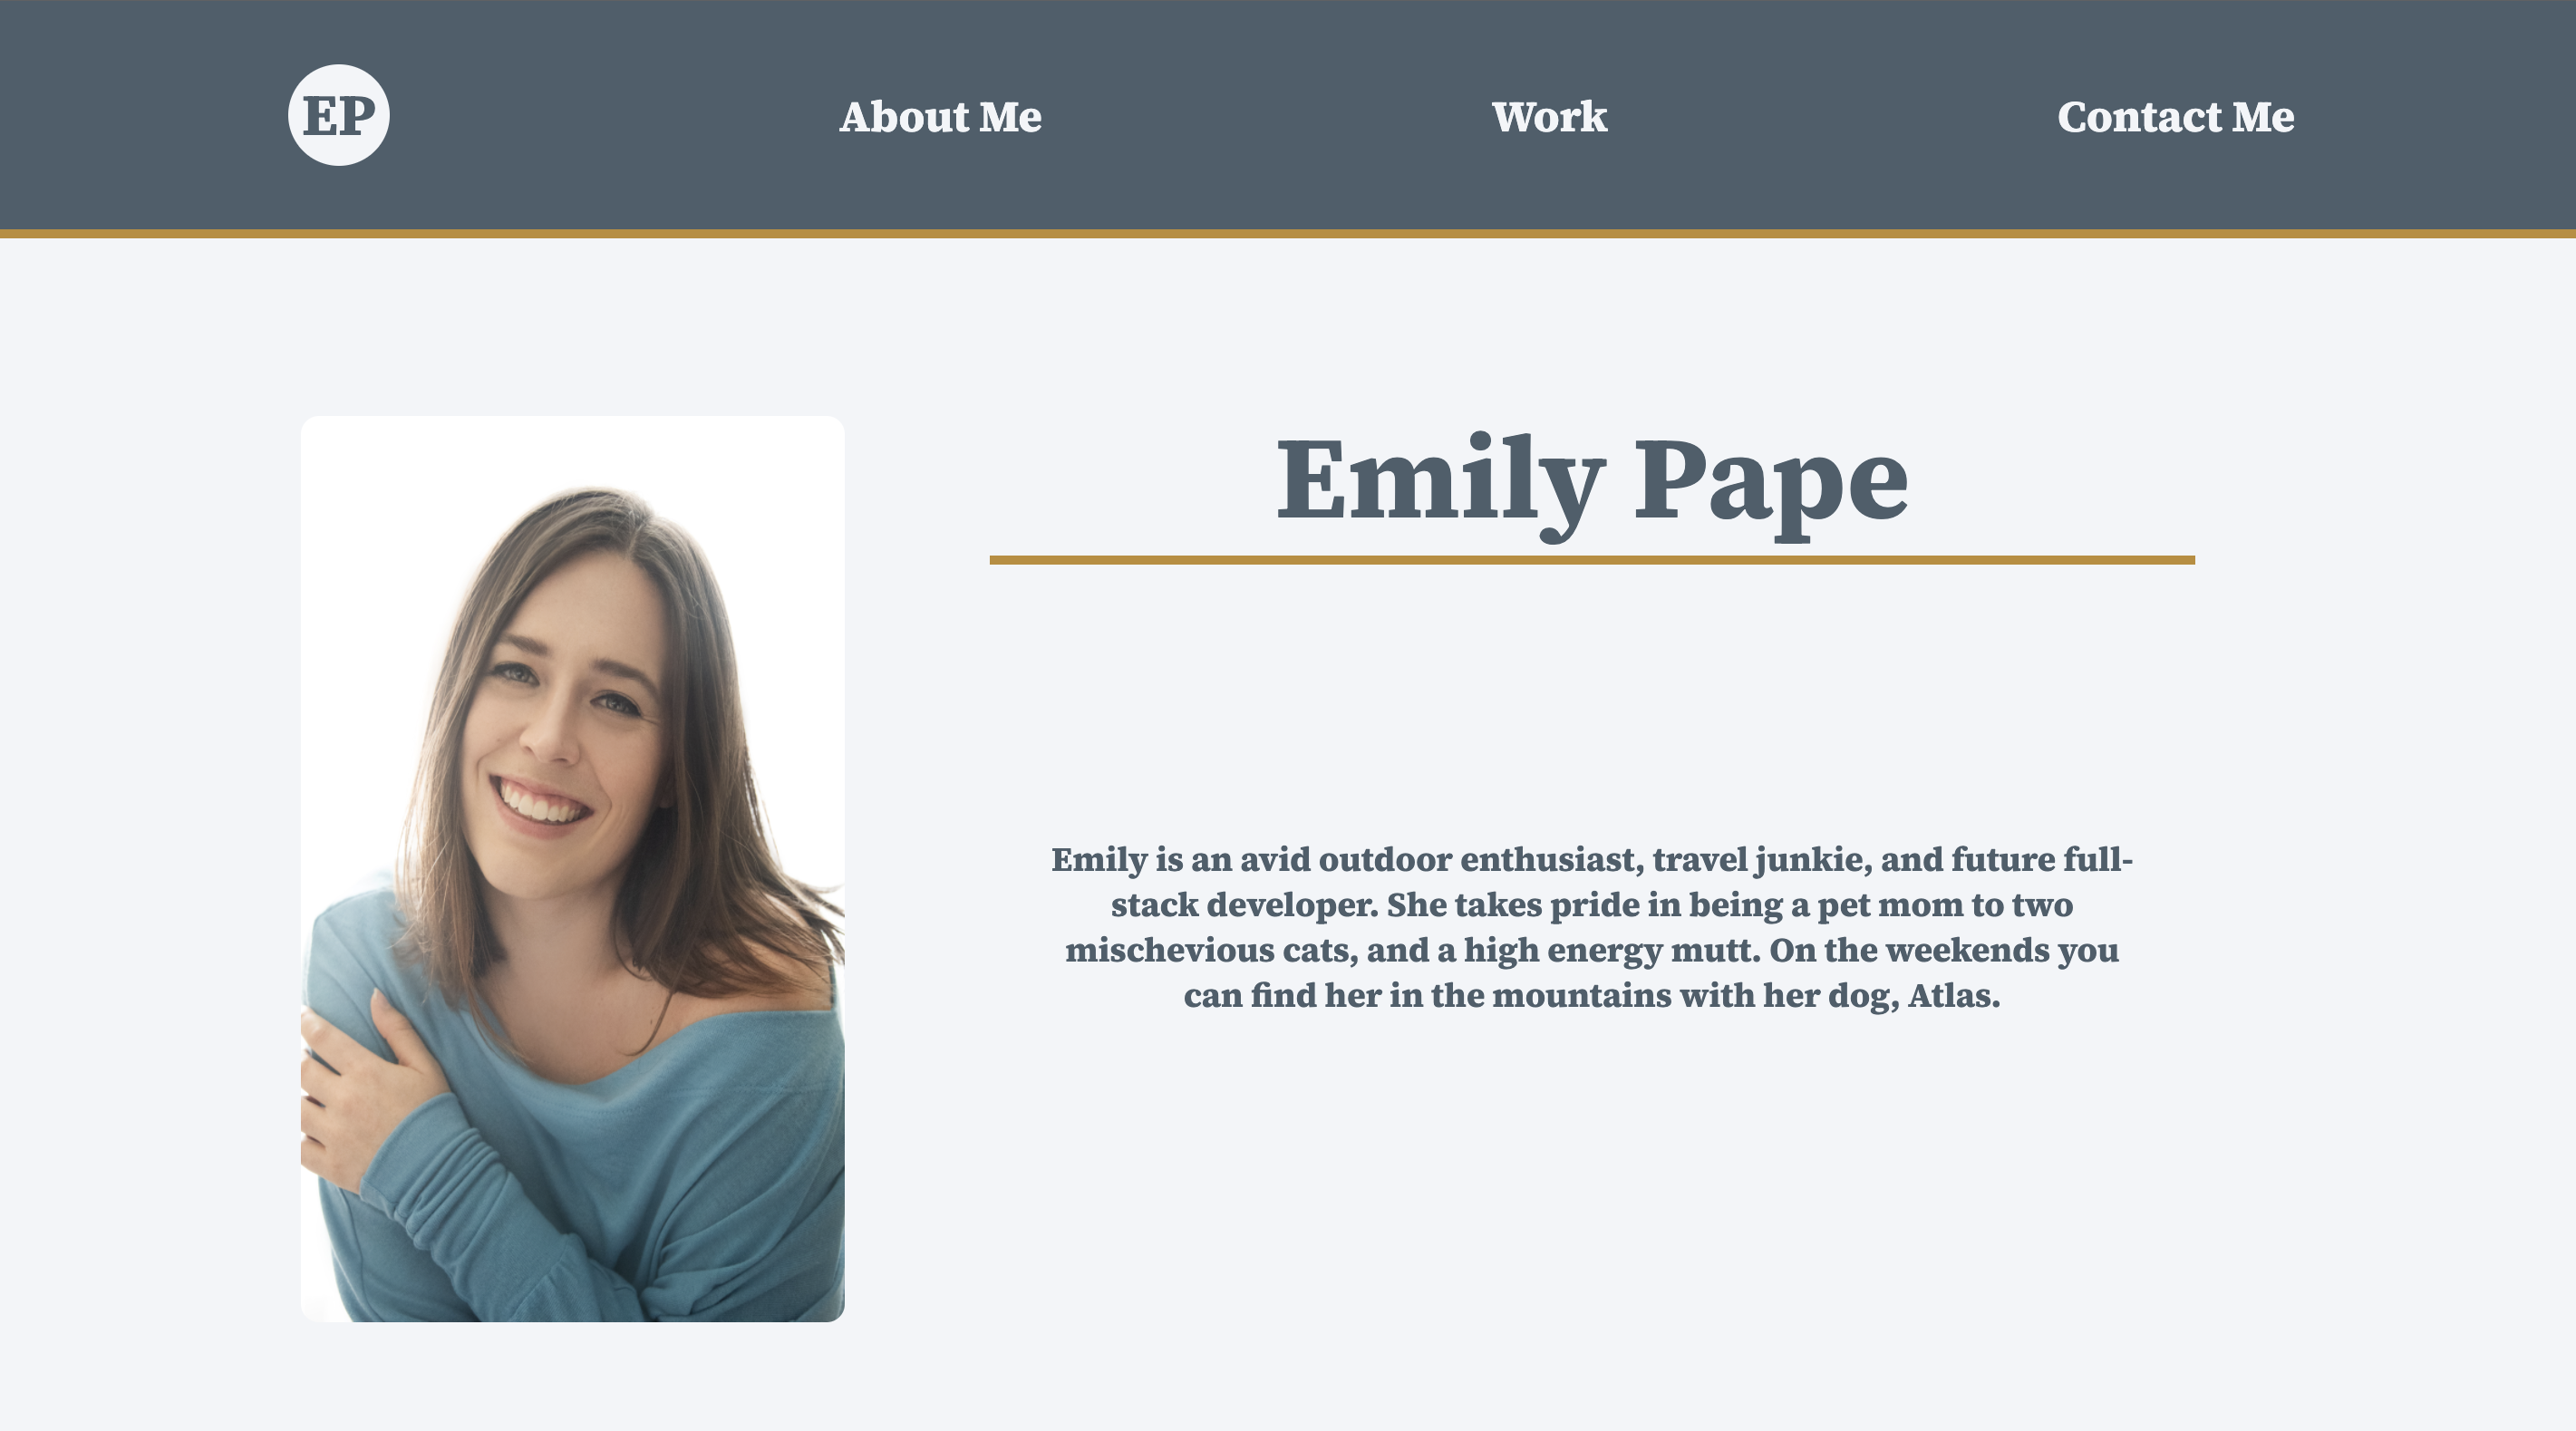 EP
About Me
Work
Contact Me
Emily Pape
Emily is an avid outdoor enthusiast, travel junkie, and future full-
stack developer. She takes pride in being a pet mom to two
mischevious cats, and a high energy mutt. On the weekends you
can find her in the mountains with her dog, Atlas.